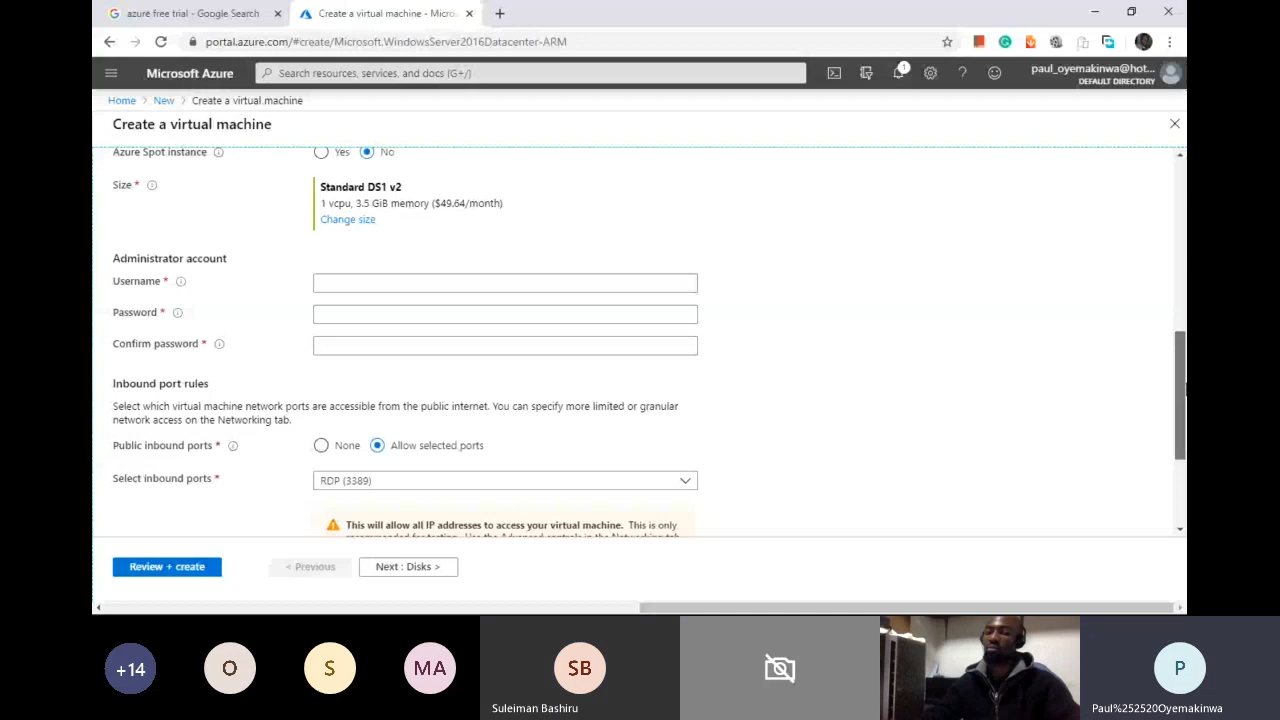 azure free trial - Google Search
Create a virtual machine - Micro
portal.azure.com/#create/Microsoft.WindowsServer2016Datacenter-ARM
Microsoft Azure
Search resources, services, and docs (G+/)
1
paul_oyemakinwa@hot...
DEFAULT DIRECTORY
Home > New > Create a virtual machine
Create a virtual machine
Azure Spot instance Yes No
Size *
Standard DS1 v2
1 vcpu, 3.5 GiB memory ($49.64/month)
Change size
Administrator account
Username *
Password *
Confirm password *
Inbound port rules
Select which virtual machine network ports are accessible from the public internet. You can specify more limited or granular
network access on the Networking tab.
Public inbound ports * None Allow selected ports
Select inbound ports * RDP (3389)
This will allow all IP addresses to access your virtual machine. This is only
recommended for testing. Use the Advanced controls in the Networking tab
Review + create
< Previous
Next : Disks >
+14
O
S
MA
SB
P
Suleiman Bashiru
Paul%252520Oyemakinwa